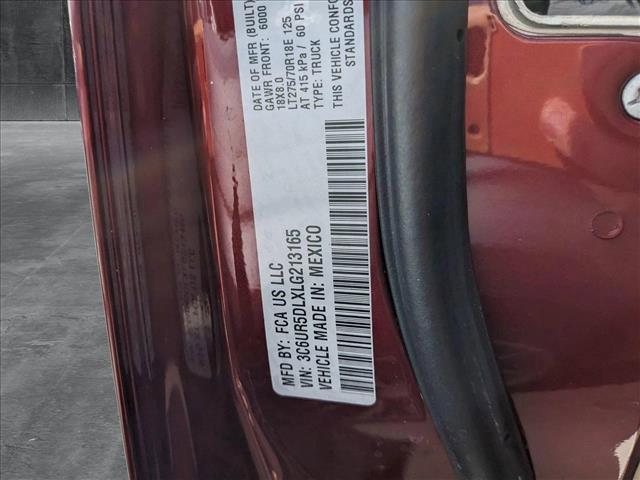 MFD BY: FCA US LLC
VIN: 3C6UR5DLXLG213165
VEHICLE MADE IN: MEXICO
DATE OF MFR (BUILT)
GAWR FRONT: 6000
18X8.0
LT275/70R18E 125
AT 415 kPa / 60 PSI
TYPE: TRUCK
THIS VEHICLE CONFO
STANDARDS